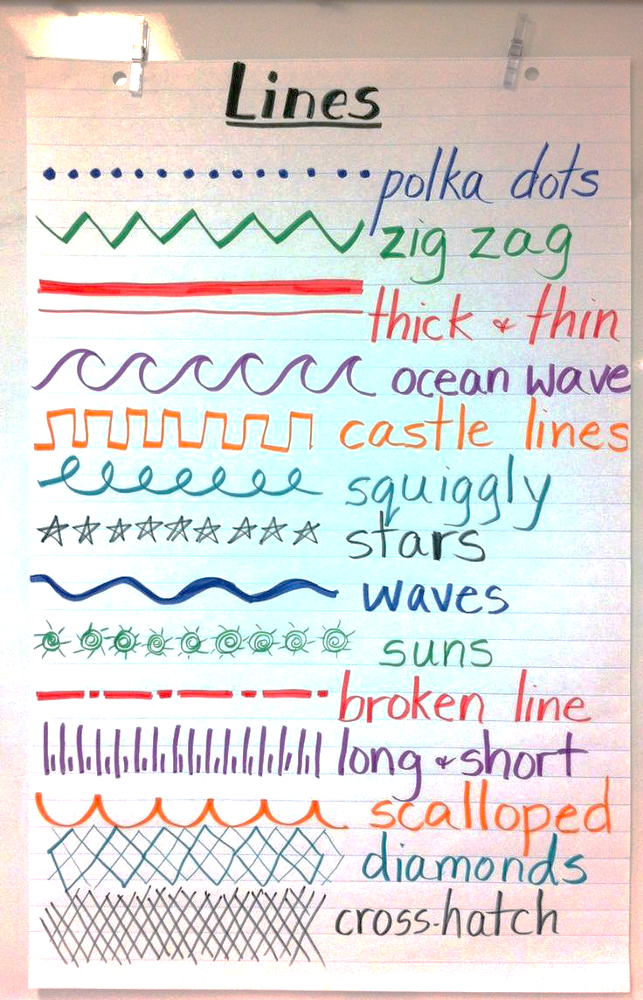 Lines
polka dots
zig zag
thick & thin
ocean wave
castle lines
squiggly
stars
waves
suns
broken line
long & short
scalloped
diamonds
cross-hatch